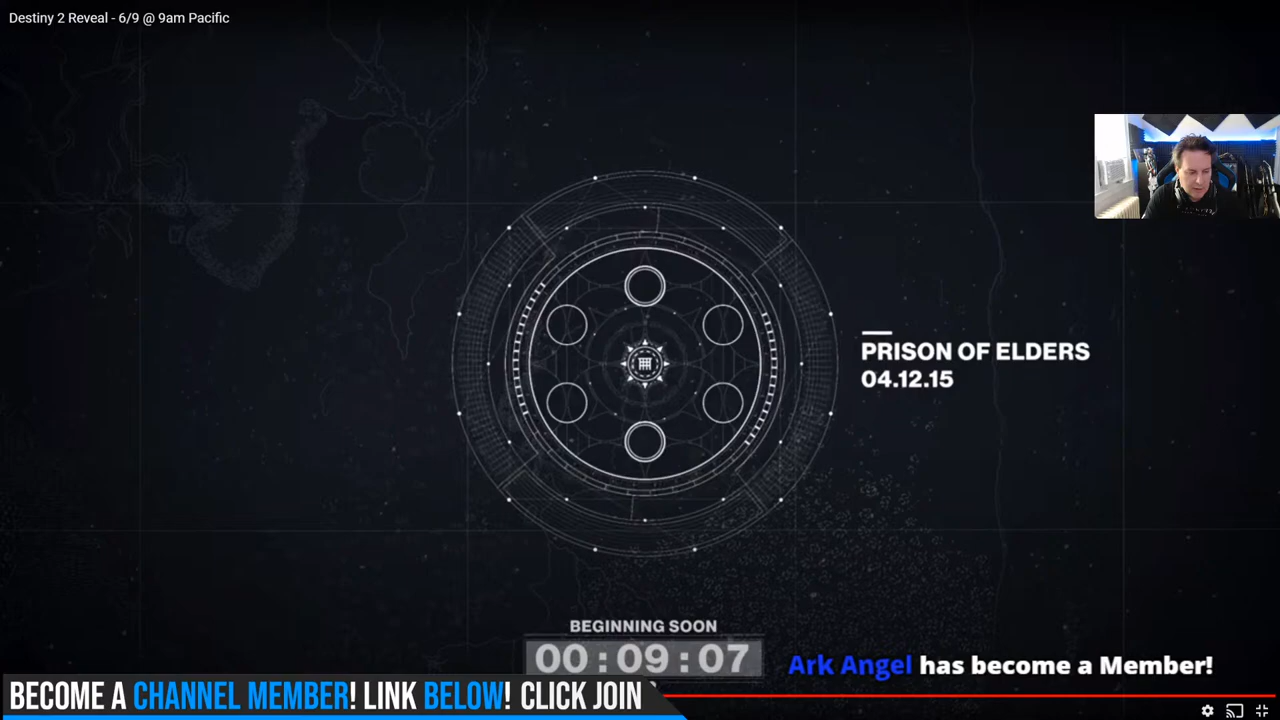 Destiny 2 Reveal - 6/9 @ 9am Pacific
PRISON OF ELDERS
04.12.15
BEGINNING SOON
00:09:07
Ark Angel has become a Member!
BECOME A CHANNEL MEMBER! LINK BELOW! CLICK JOIN